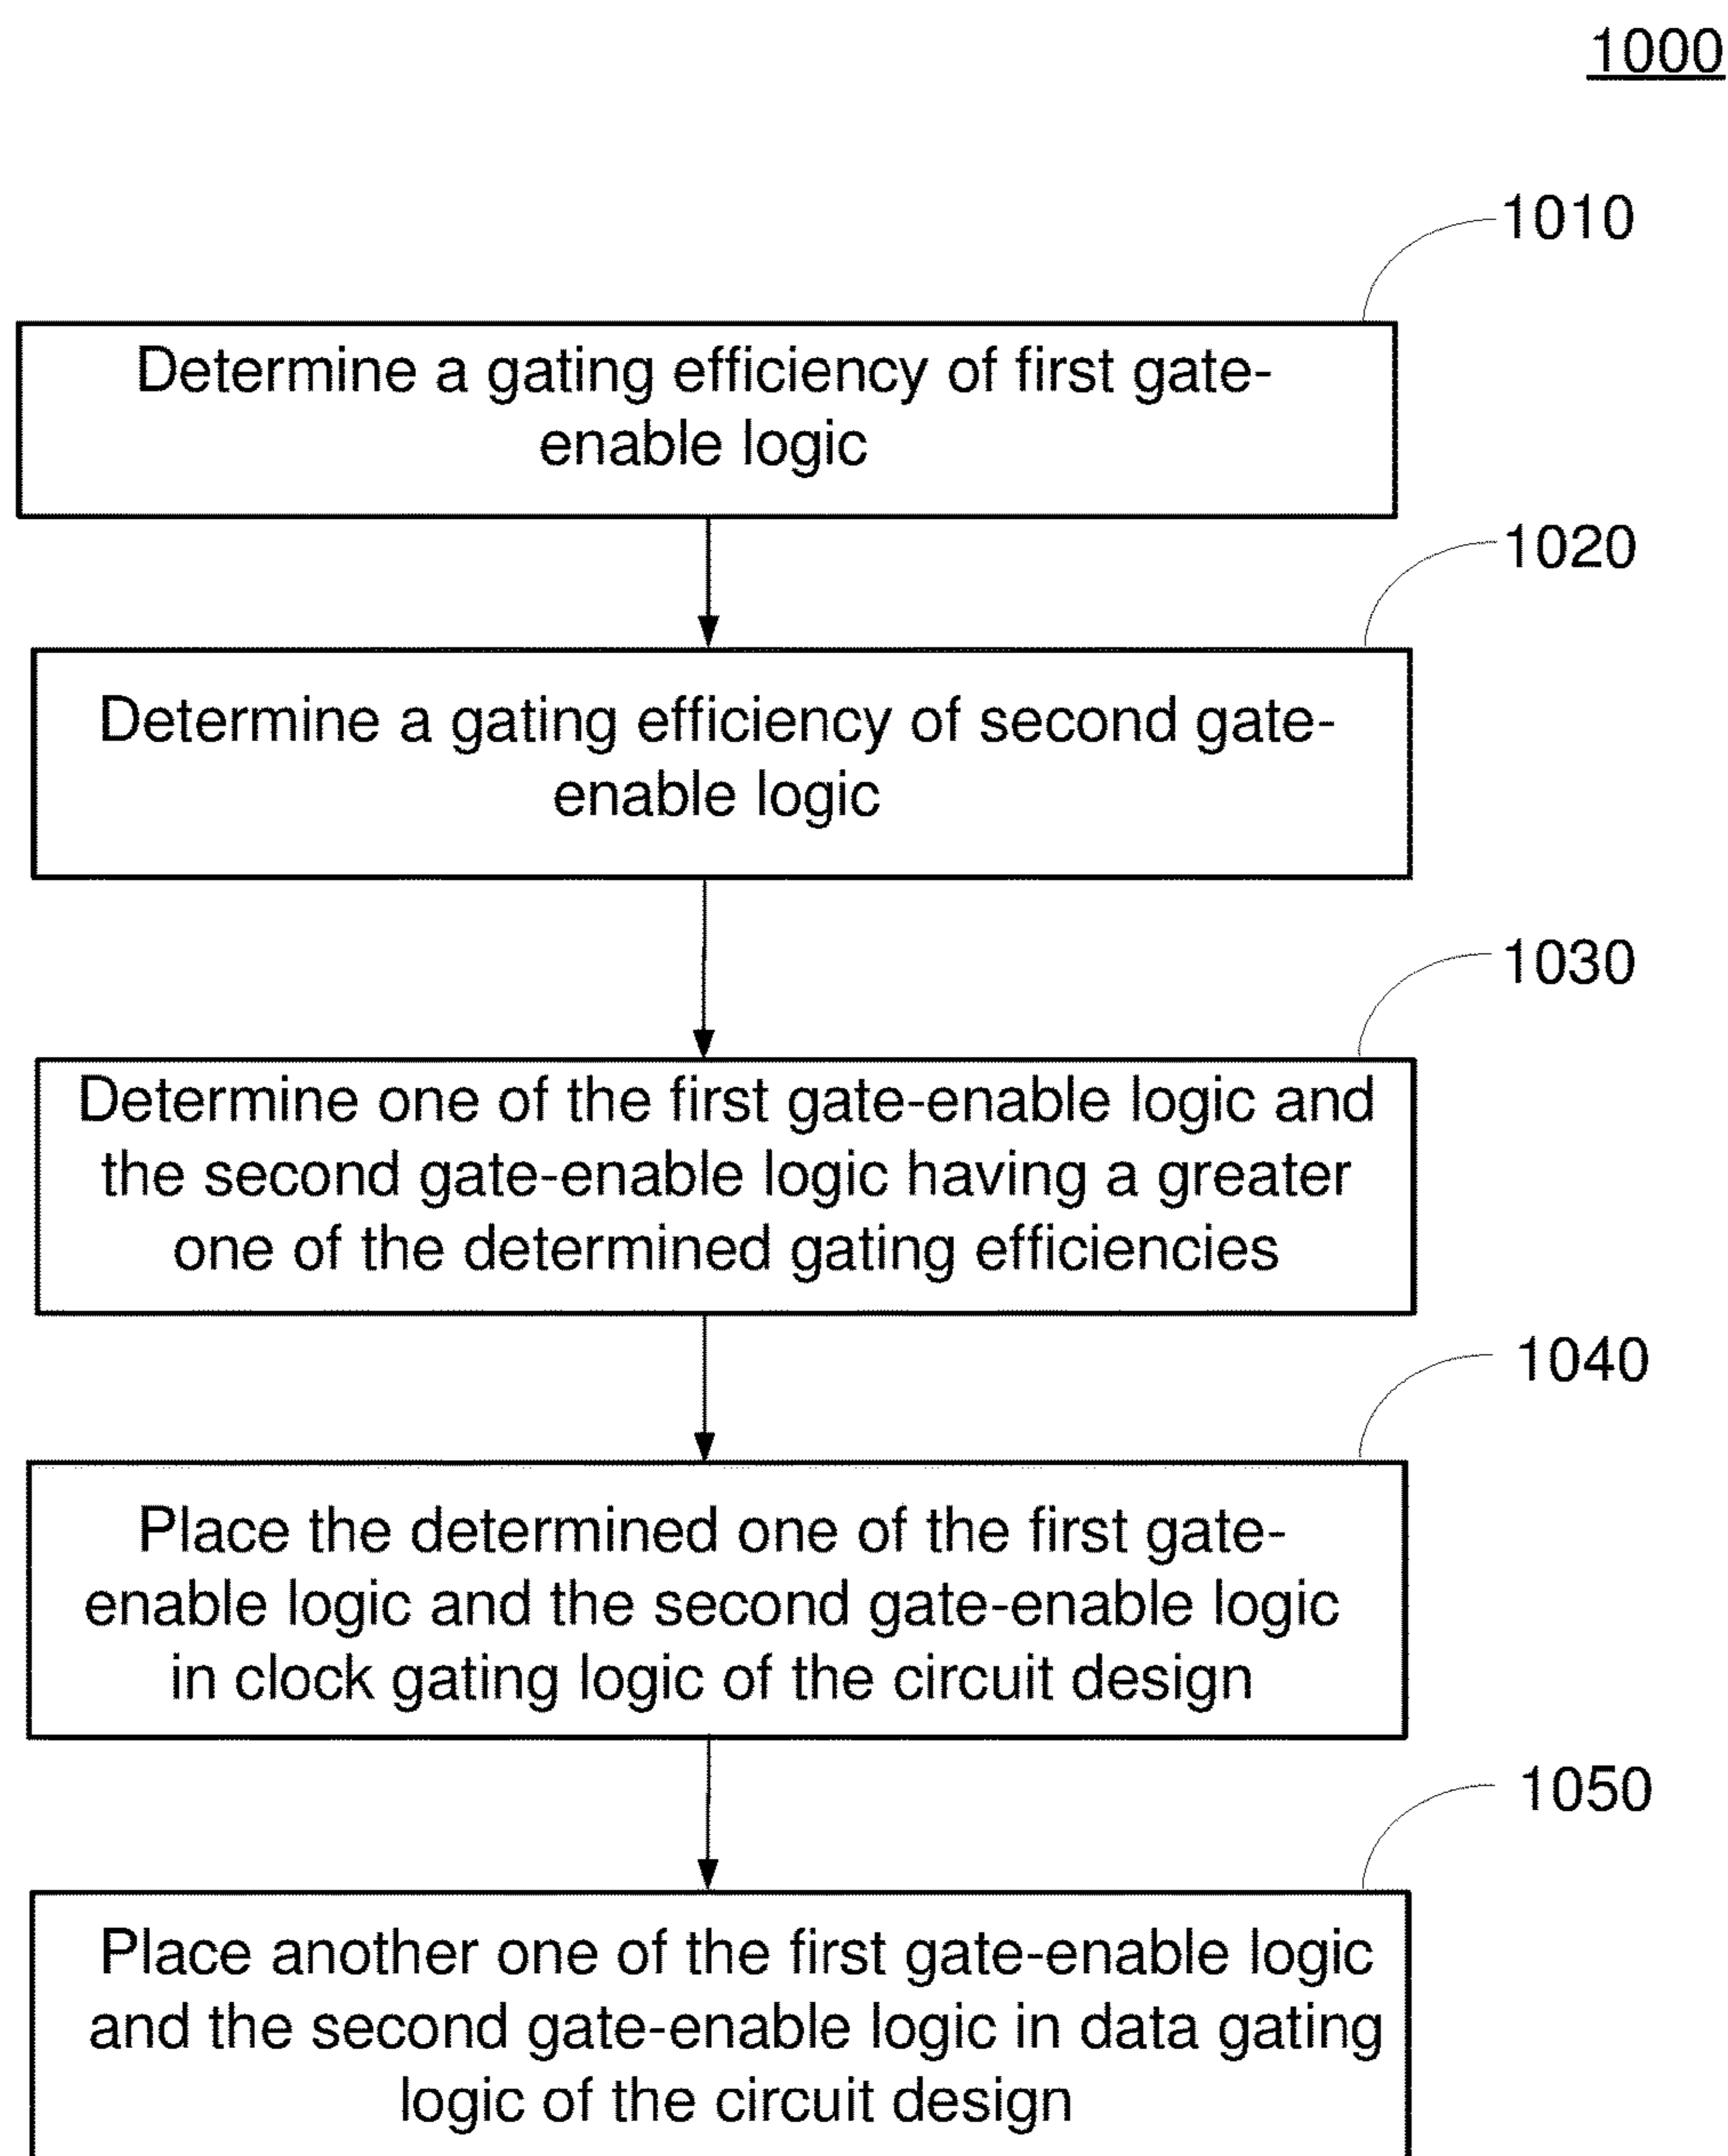 1000
1010
Determine a gating efficiency of first gate-
enable logic
1020
Determine a gating efficiency of second gate-
enable logic
1030
Determine one of the first gate-enable logic and
the second gate-enable logic having a greater
one of the determined gating efficiencies
1040
Place the determined one of the first gate-
enable logic and the second gate-enable logic
in clock gating logic of the circuit design
1050
Place another one of the first gate-enable logic
and the second gate-enable logic in data gating
logic of the circuit design